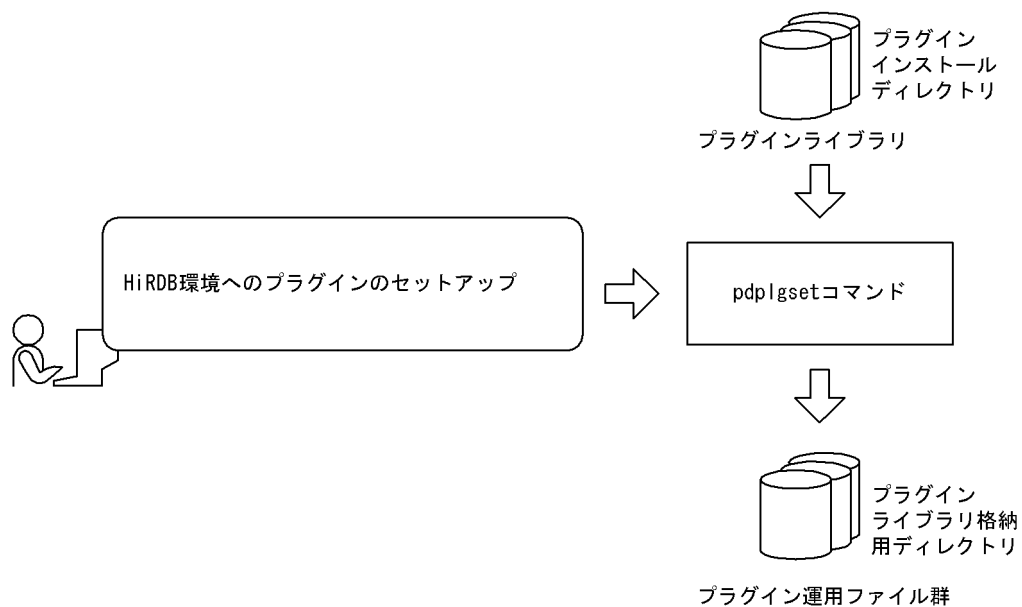 プラグイン
インストール
ディレクトリ
プラグインライブラリ
HiRDB環境へのプラグインのセットアップ
pdplgsetコマンド
プラグイン
ライブラリ格納
用ディレクトリ
プラグイン運用ファイル群